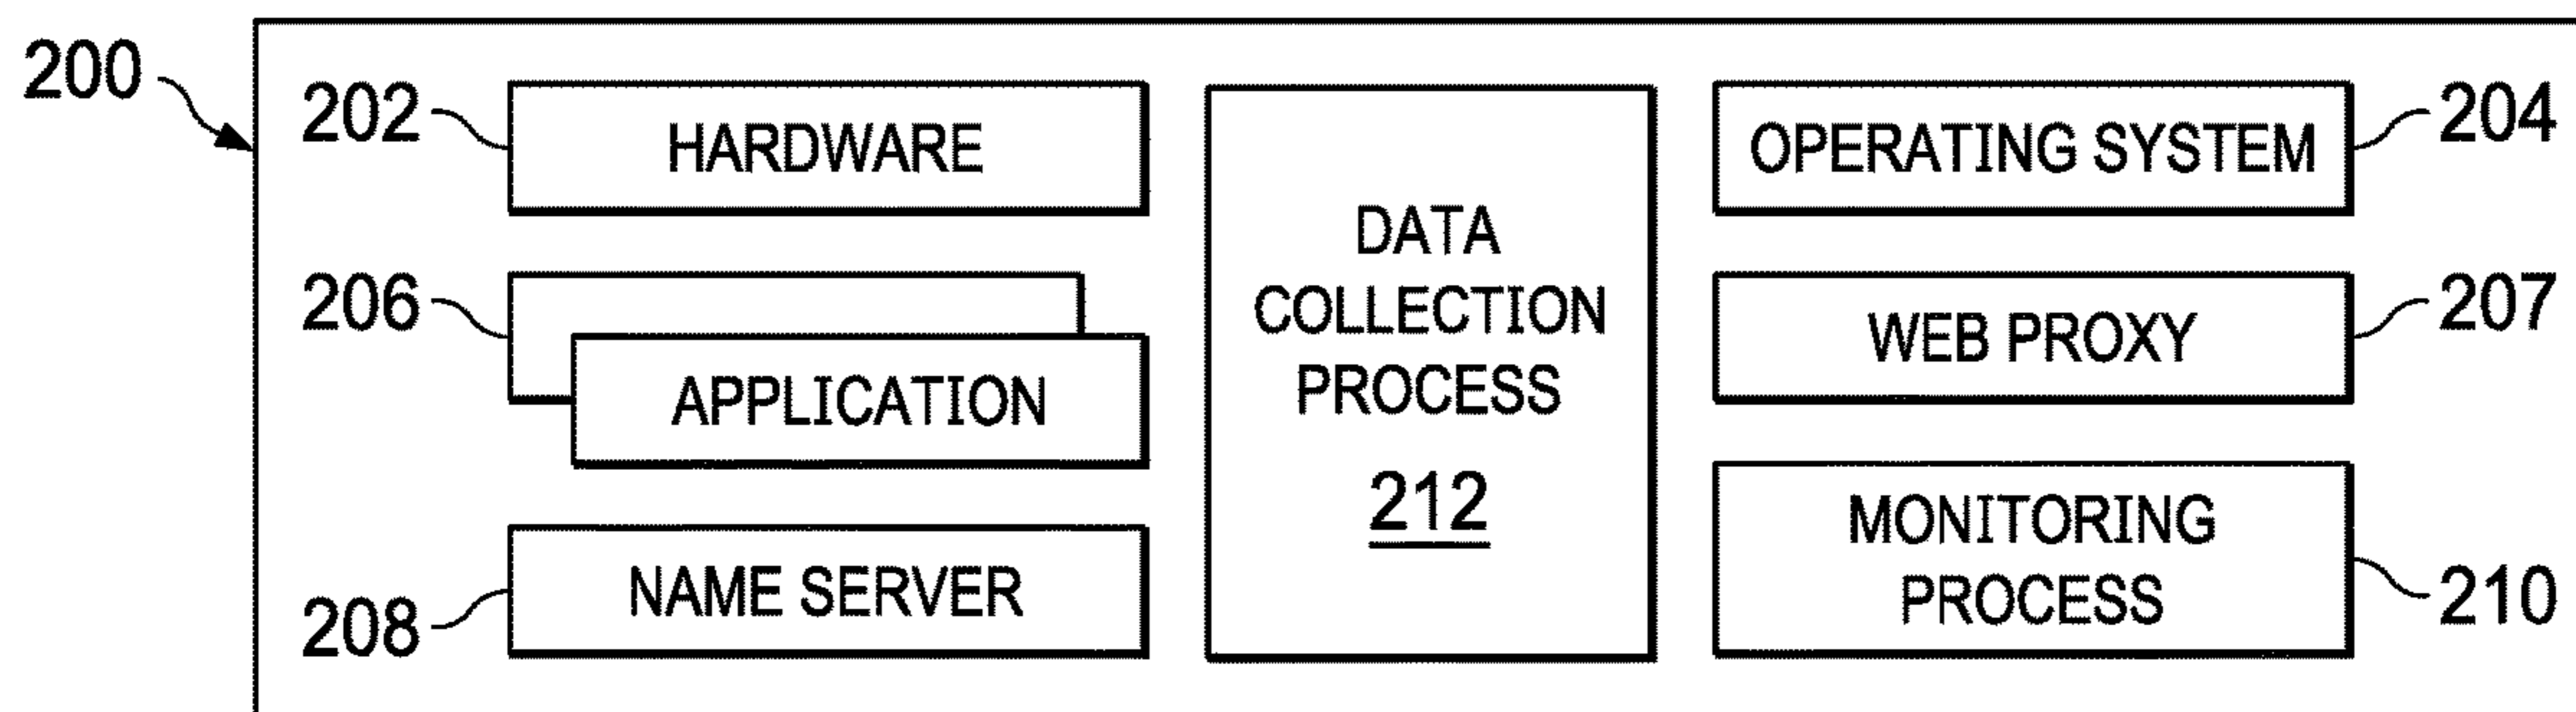 200
202
HARDWARE
206
APPLICATION
208
NAME SERVER
DATA
COLLECTION
PROCESS
212
OPERATING SYSTEM
204
WEB PROXY
207
MONITORING
PROCESS
210